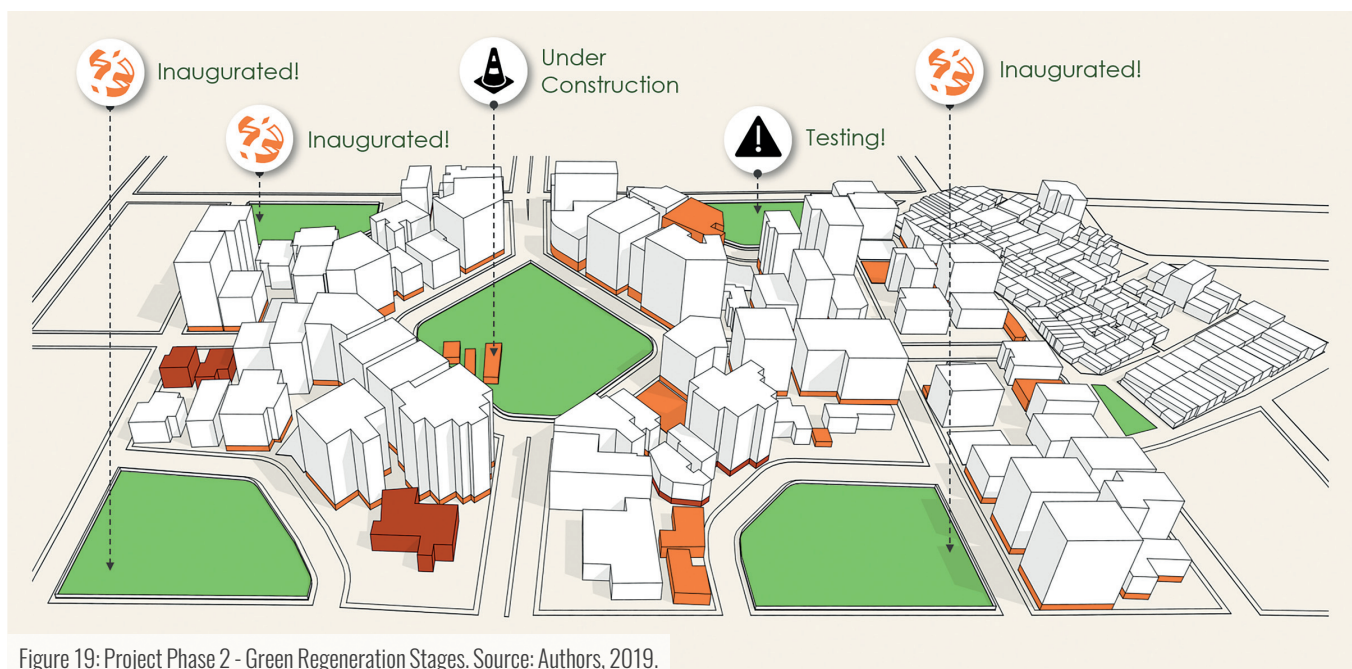 Inaugurated!
Under
Construction
Inaugurated!
Inaugurated!
Testing!
Figure 19: Project Phase 2 - Green Regeneration Stages. Source: Authors, 2019.